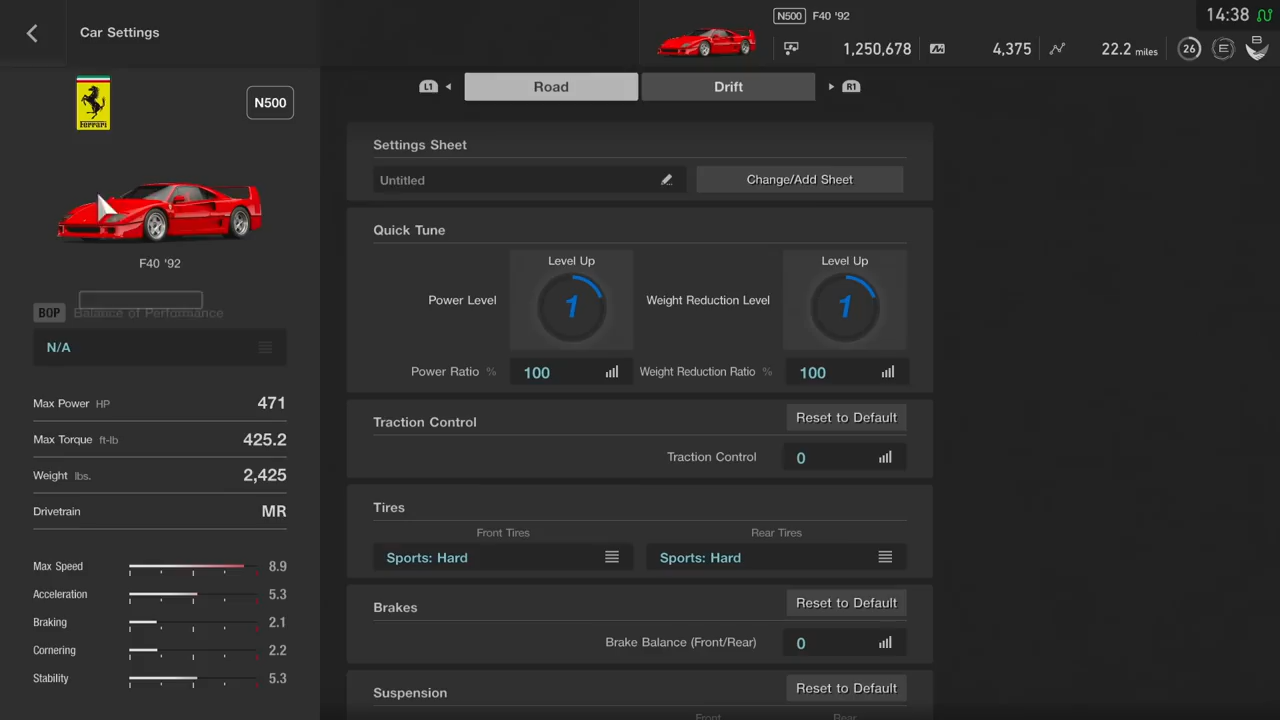 Car Settings
N500 F40 '92
1,250,678
4,375
22.2 miles
26
E
B
14:38
Ferrari
N500
F40 '92
BOP Balance of Performance
N/A
Max Power HP 471
Max Torque ft-lb 425.2
Weight lbs. 2,425
Drivetrain MR
Max Speed 8.9
Acceleration 5.3
Braking 2.1
Cornering 2.2
Stability 5.3
L1 Road Drift R1
Settings Sheet
Untitled Change/Add Sheet
Quick Tune
Level Up Level Up
Power Level 1 Weight Reduction Level 1
Power Ratio % 100 Weight Reduction Ratio % 100
Traction Control Reset to Default
Traction Control 0
Tires
Front Tires Rear Tires
Sports: Hard Sports: Hard
Brakes Reset to Default
Brake Balance (Front/Rear) 0
Suspension Reset to Default
Front Rear